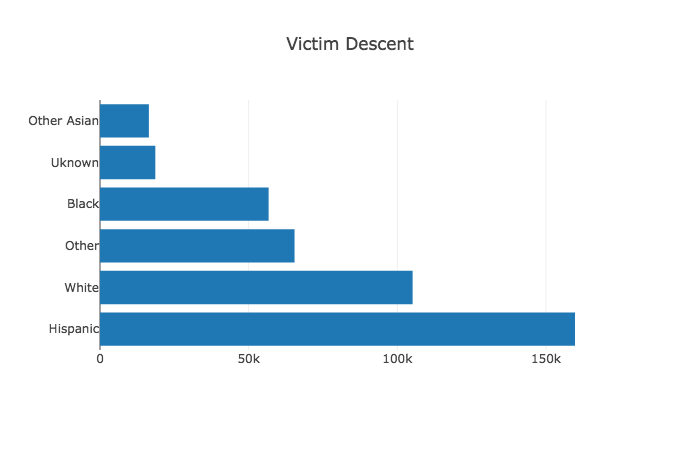 Victim Descent
Other Asian
Uknown
Black
Other
White
Hispanic
0 50k 100k 150k